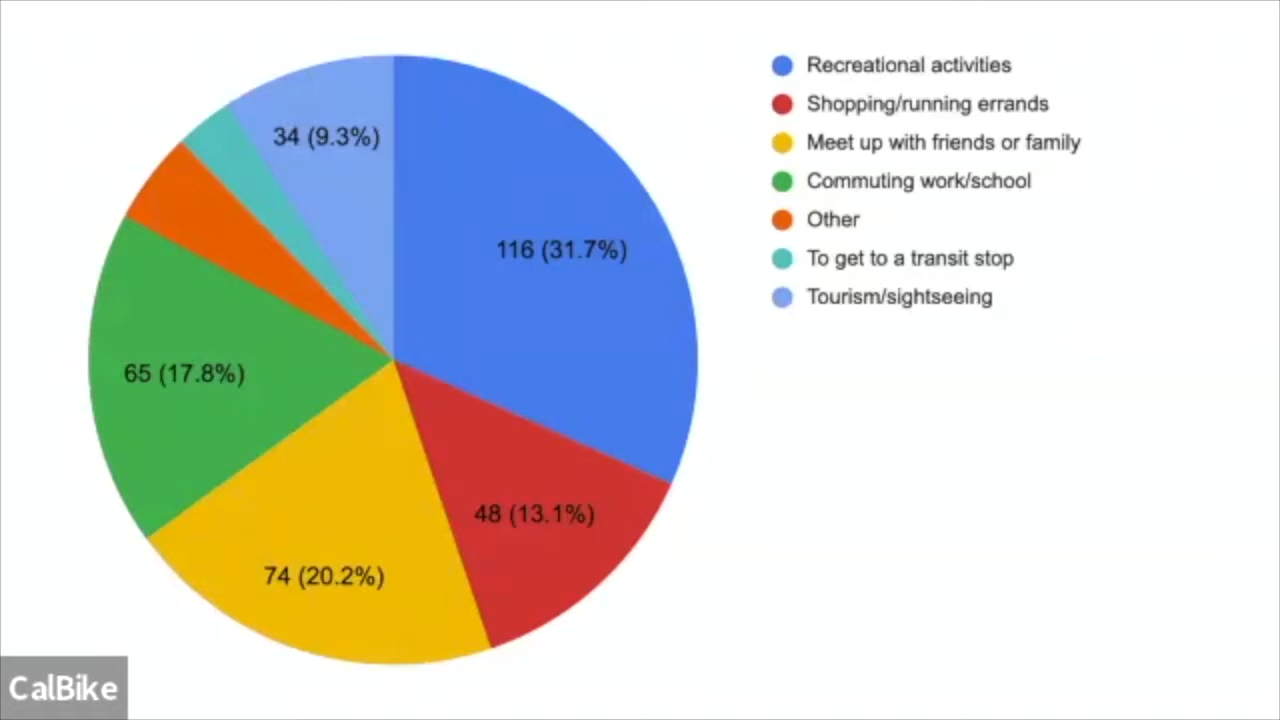 34 (9.3%)
116 (31.7%)
65 (17.8%)
48 (13.1%)
74 (20.2%)
Recreational activities
Shopping/running errands
Meet up with friends or family
Commuting work/school
Other
To get to a transit stop
Tourism/sightseeing
CalBike